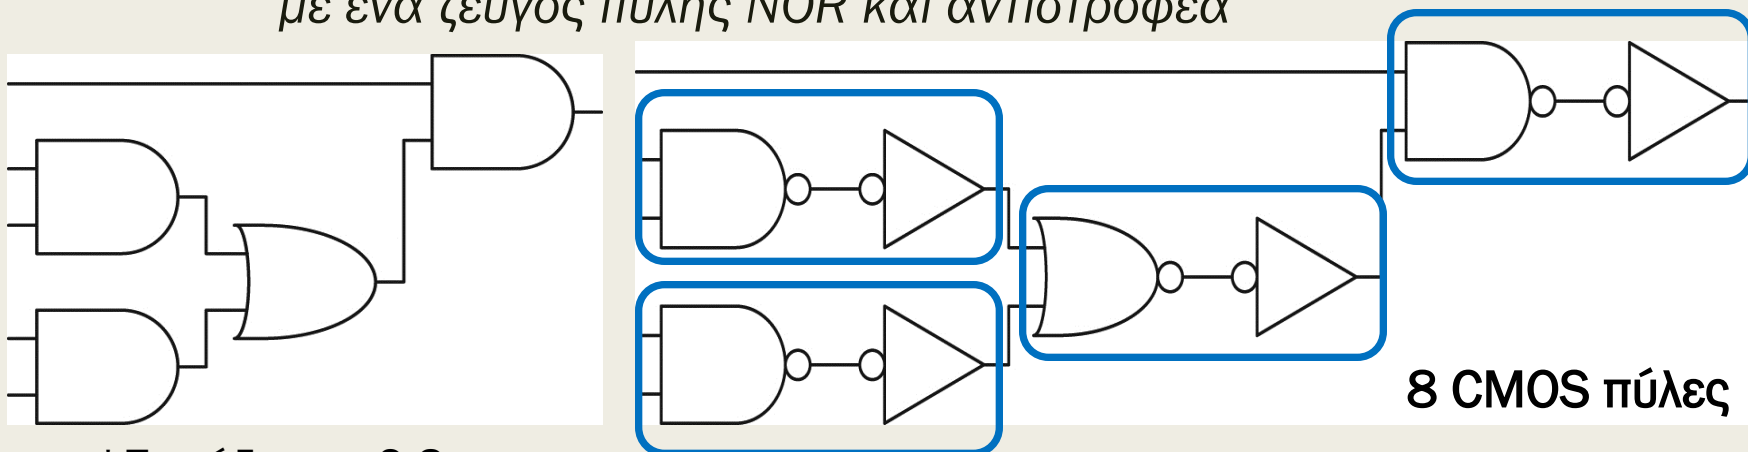 με ένα ζεύγος πύλης NOR και αντιστροφέα
8 CMOS πύλες